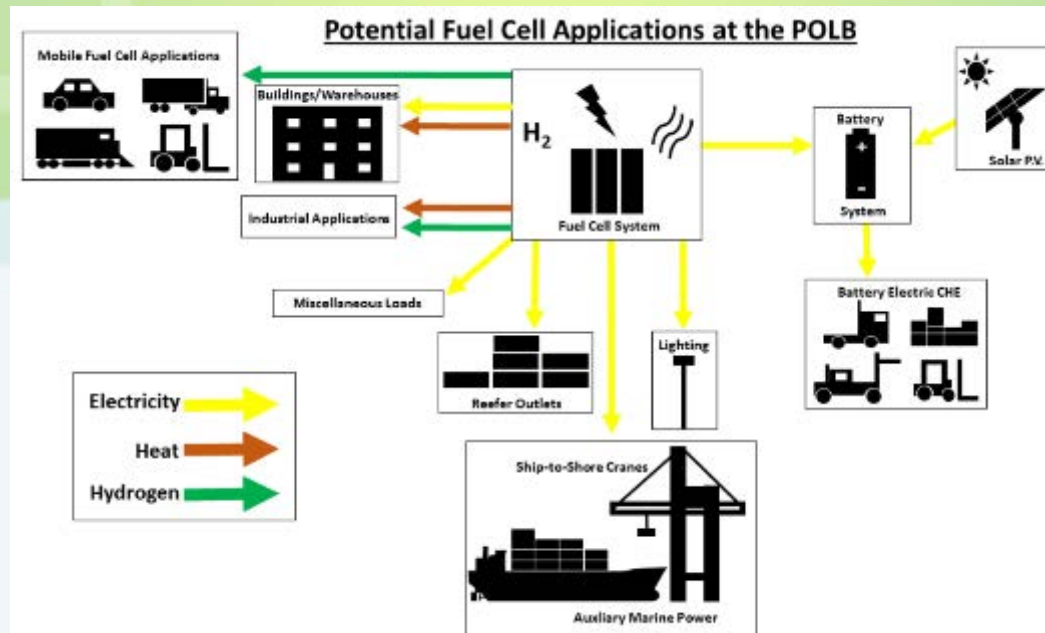 Potential Fuel Cell Applications at the POLB
Mobile Fuel Cell Applications
Buildings/Warehouses
H2
Fuel Cell System
Battery
+
-
System
Solar P.V.
Industrial Applications
Miscellaneous Loads
Reefer Outlets
Lighting
Battery Electric CHE
Ship-to-Shore Cranes
Auxliary Marine Power
Electricity
Heat
Hydrogen